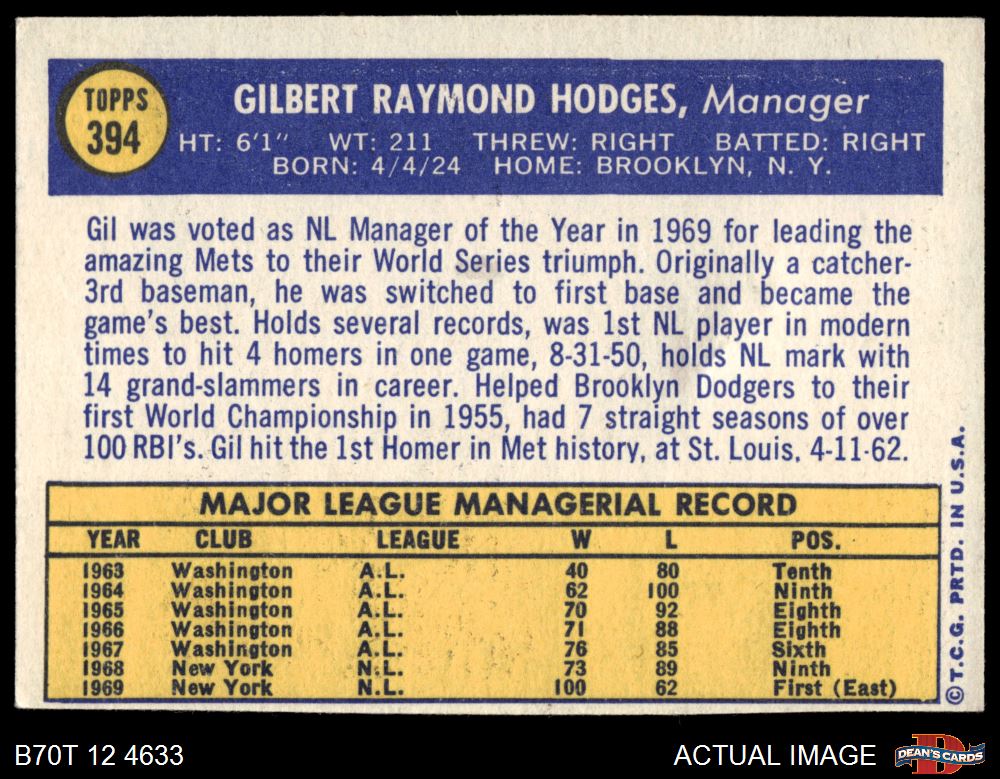 TOPPS
394
GILBERT RAYMOND HODGES, Manager
HT: 6'1" WT: 211 THREW: RIGHT BATTED: RIGHT
BORN: 4/4/24 HOME: BROOKLYN, N. Y.
Gil was voted as NL Manager of the Year in 1969 for leading the
amazing Mets to their World Series triumph. Originally a catcher-
3rd baseman, he was switched to first base and became the
game's best. Holds several records, was 1st NL player in modern
times to hit 4 homers in one game, 8-31-50, holds NL mark with
14 grand-slammers in career. Helped Brooklyn Dodgers to their
first World Championship in 1955, had 7 straight seasons of over
100 RBI's. Gil hit the 1st Homer in Met history, at St. Louis, 4-11-62.
MAJOR LEAGUE MANAGERIAL RECORD
YEAR CLUB LEAGUE W L POS.
1963 Washington A.L. 40 80 Tenth
1964 Washington A.L. 62 100 Ninth
1965 Washington A.L. 70 92 Eighth
1966 Washington A.L. 71 88 Eighth
1967 Washington A.L. 76 85 Sixth
1968 New York N.L. 73 89 Ninth
1969 New York N.L. 100 62 First (East)
© T.C.G. PRTD. IN U.S.A.
B70T 12 4633
ACTUAL IMAGE
D
DEAN'S CARDS